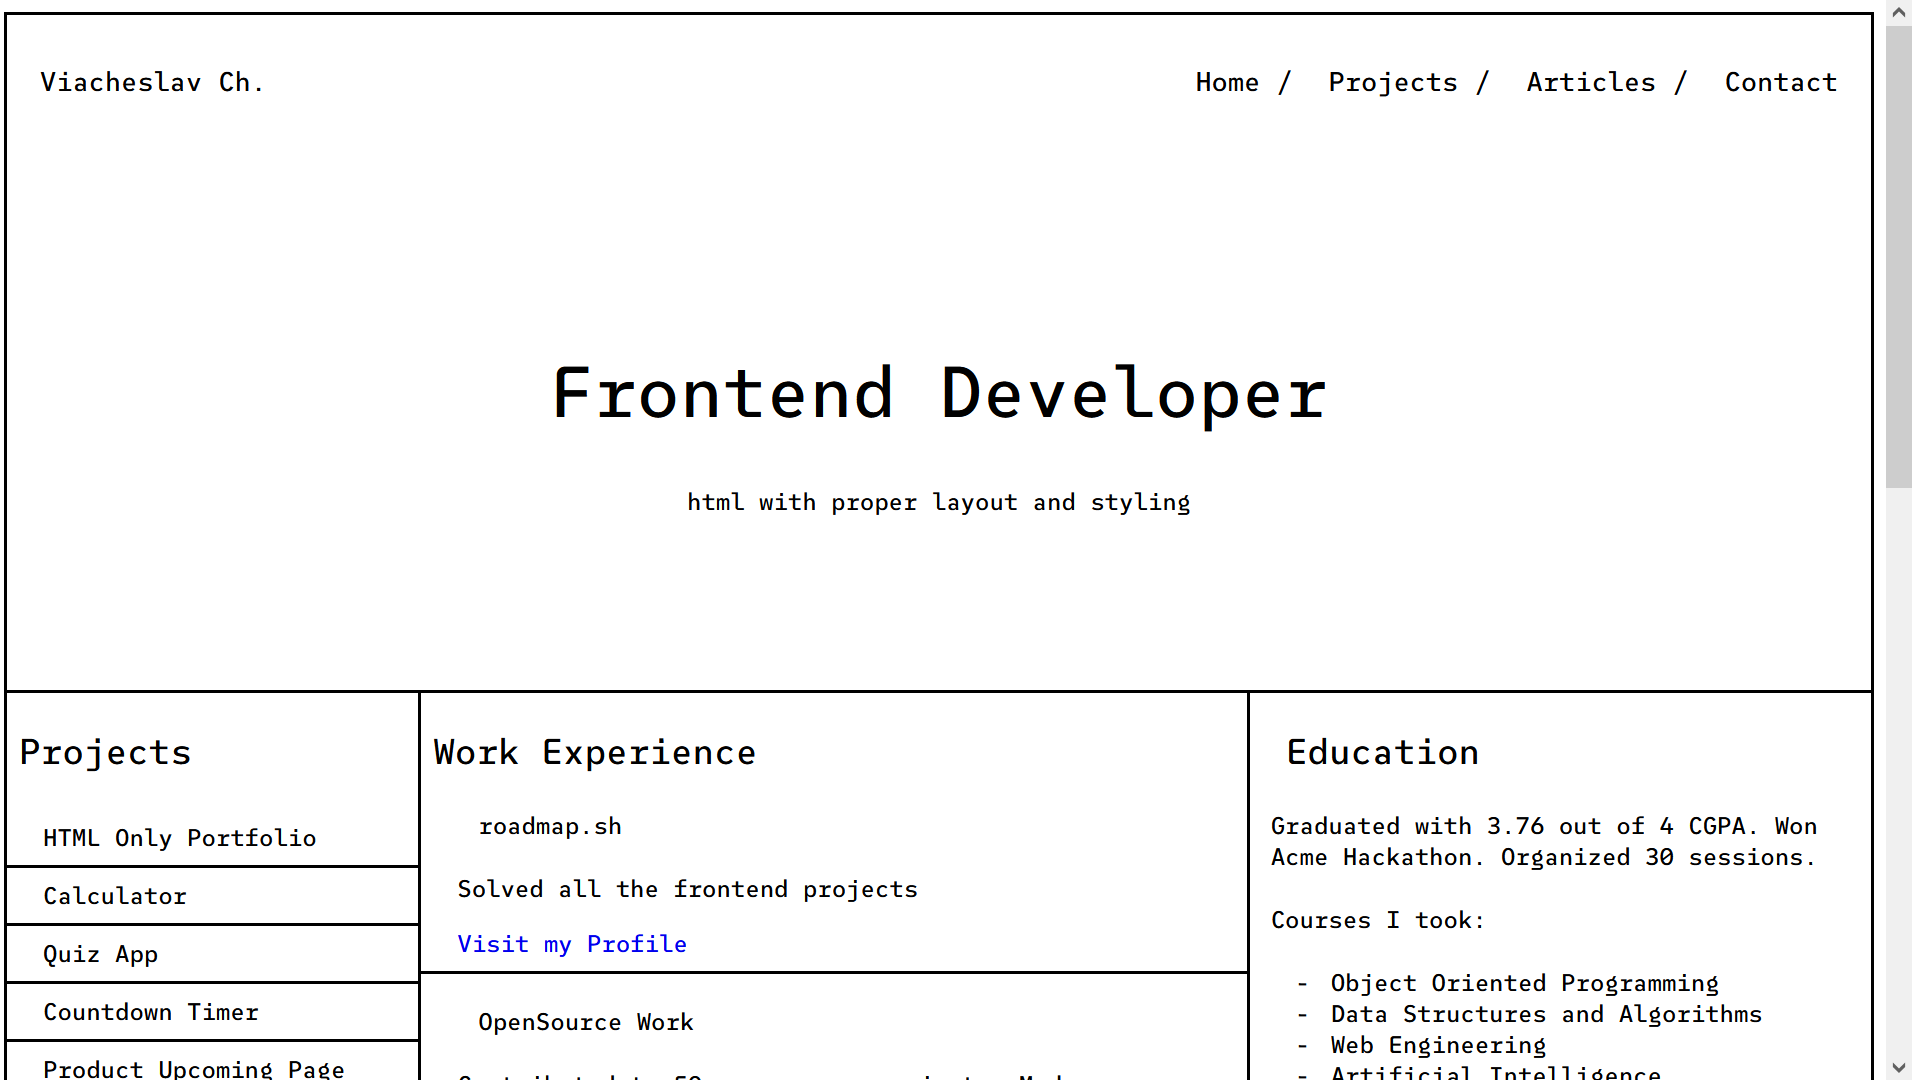 Viacheslav Ch.
Home / Projects / Articles / Contact
Frontend Developer
html with proper layout and styling
Projects
HTML Only Portfolio
Calculator
Quiz App
Countdown Timer
Product Upcoming Page
Work Experience
roadmap.sh
Solved all the frontend projects
Visit my Profile
OpenSource Work
Education
Graduated with 3.76 out of 4 CGPA. Won
Acme Hackathon. Organized 30 sessions.
Courses I took:
- Object Oriented Programming
- Data Structures and Algorithms
- Web Engineering
- Artificial Intelligence